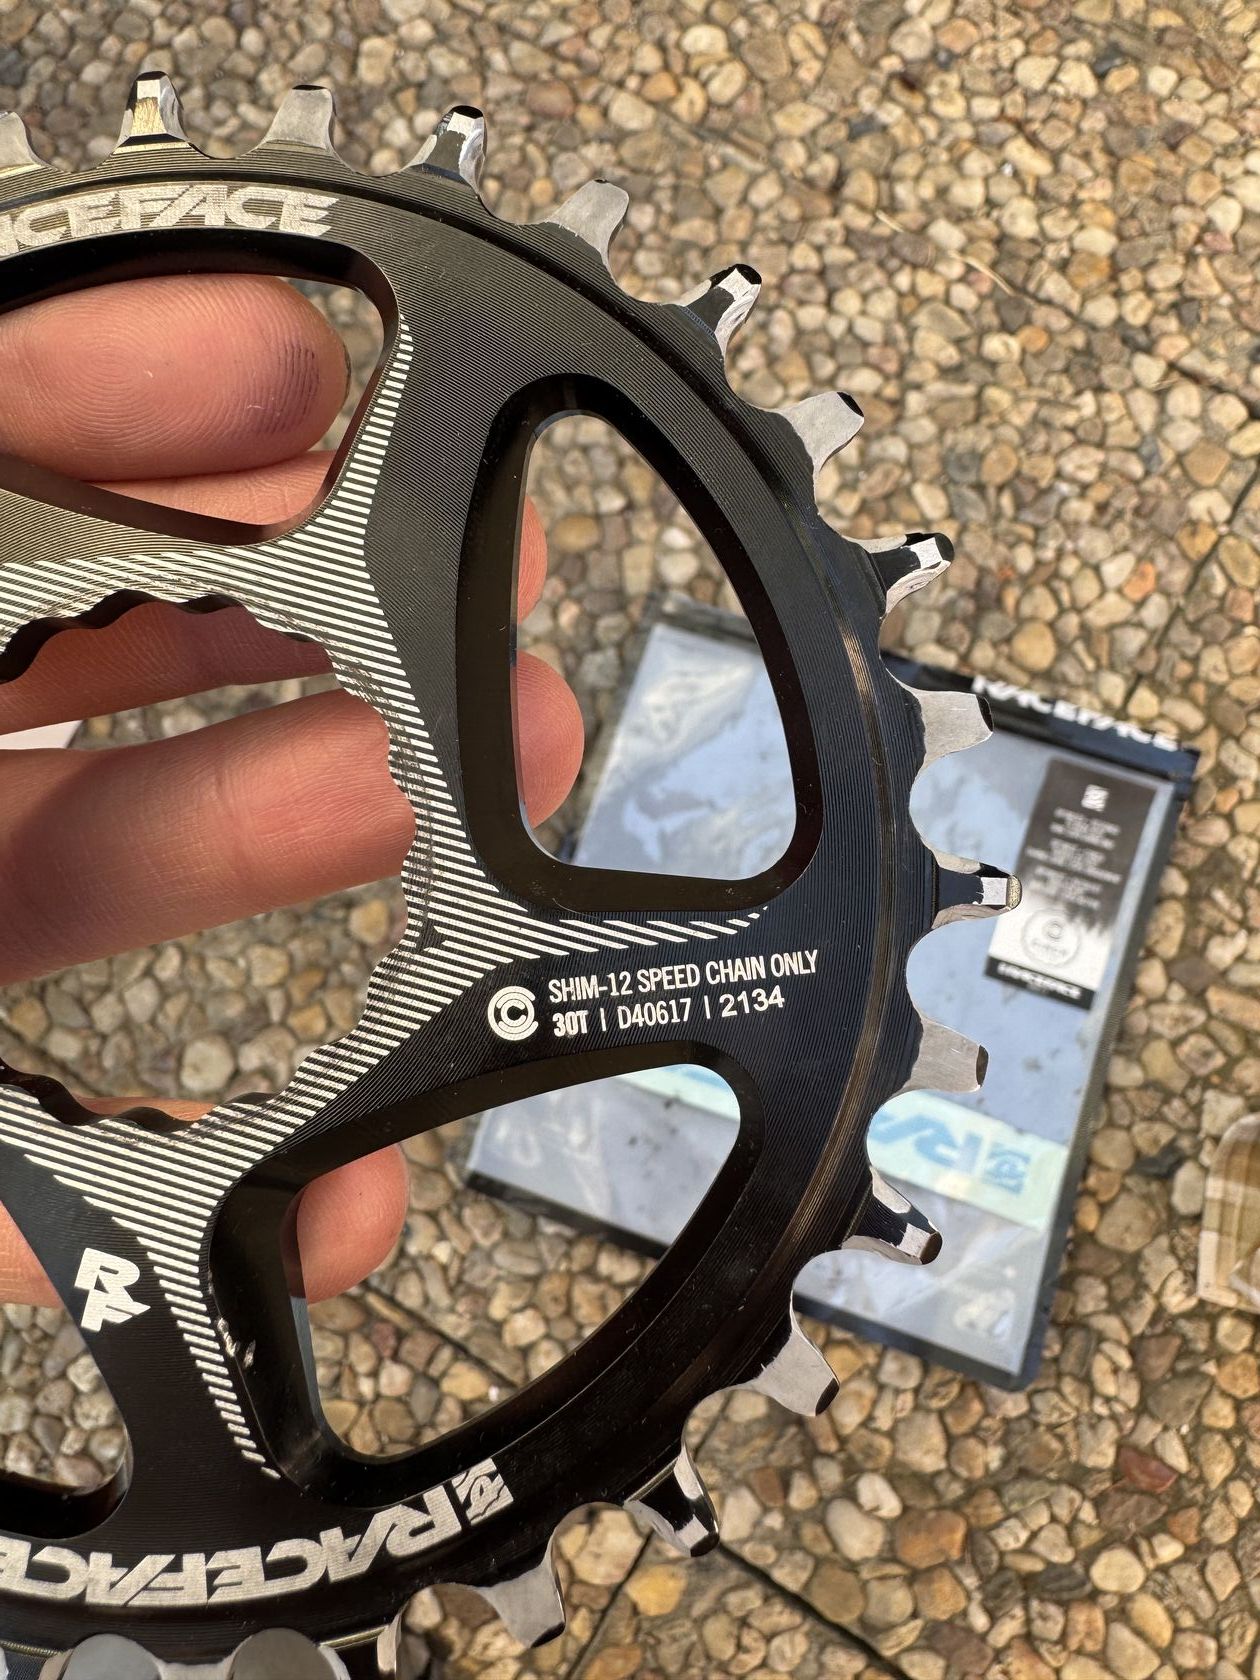 RACEFACE
SHIM-12 SPEED CHAIN ONLY
30T | D40617 | 2134
RACEFACE
RF
RACEFACE